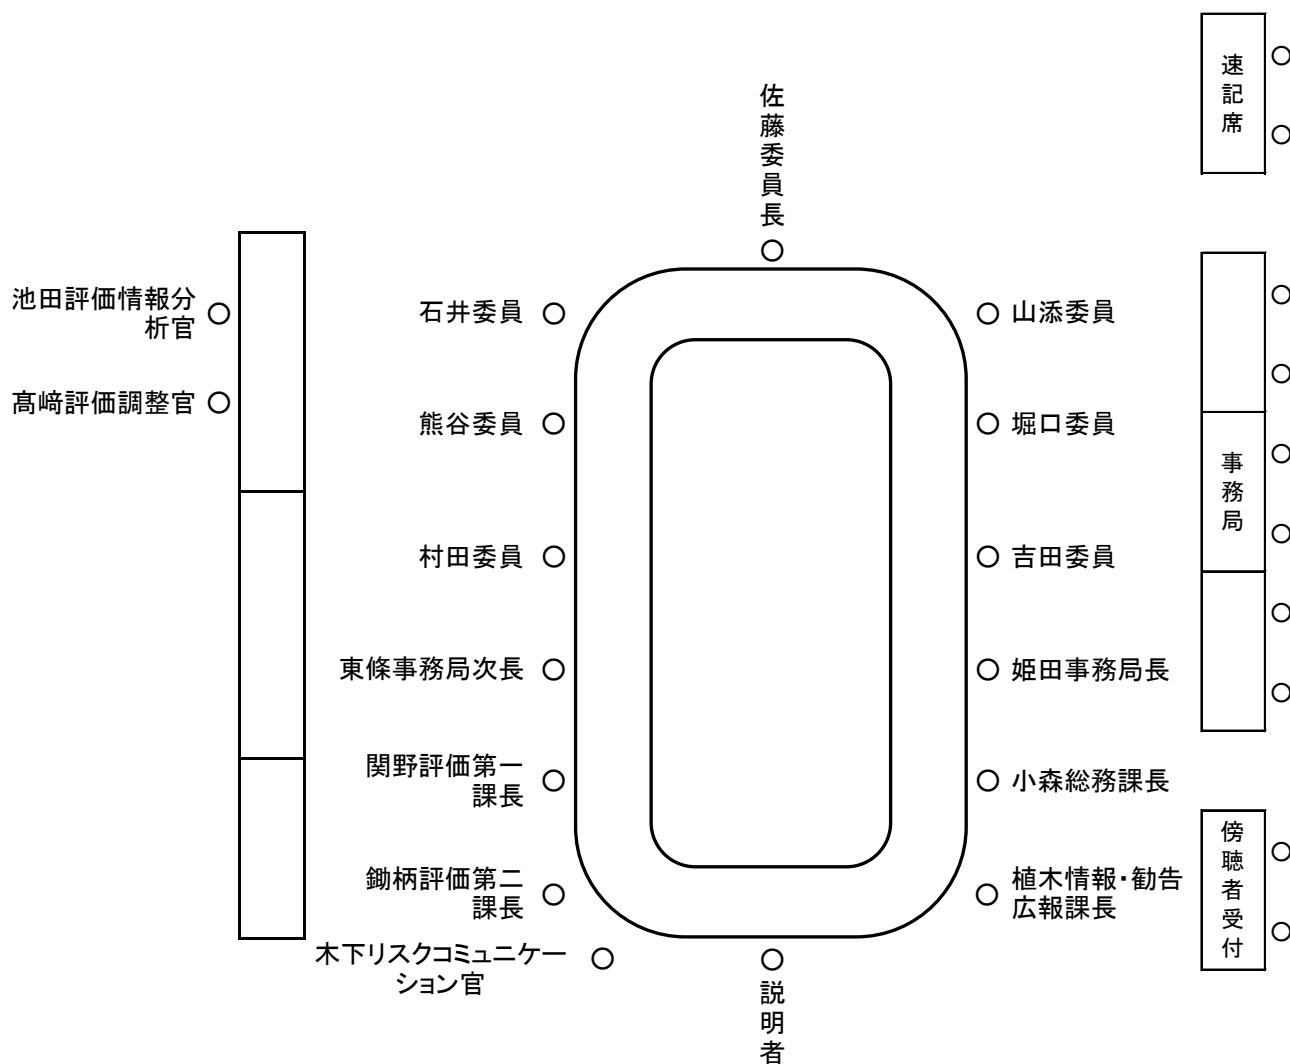 速記席
佐藤委員長
池田評価情報分
析官
石井委員
山添委員
髙﨑評価調整官
熊谷委員
堀口委員
事務局
村田委員
吉田委員
東條事務局次長
姫田事務局長
関野評価第一
課長
小森総務課長
傍聴者受付
鋤柄評価第二
課長
植木情報・勧告
広報課長
木下リスクコミュニケー
ション官
説明者